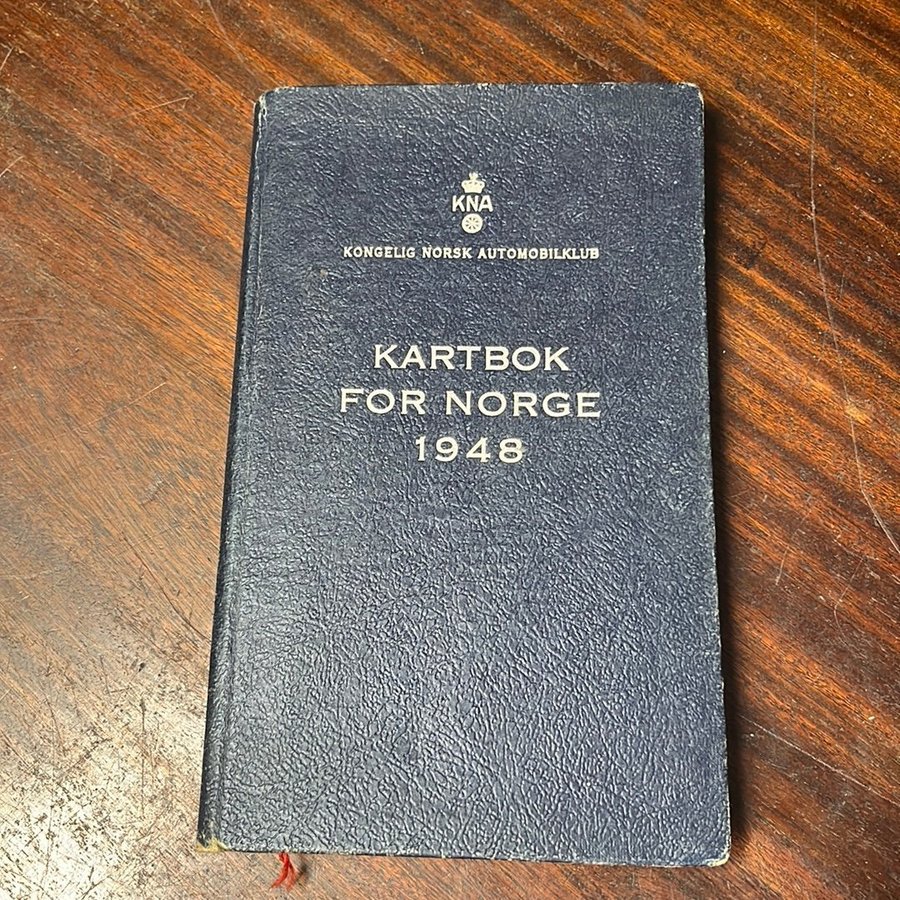 KNA
KONGELIG NORSK AUTOMOBILKLUB
KARTBOK
FOR NORGE
1948